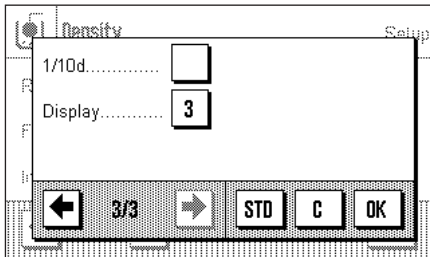 Density Setup
1/10d.............
Display............ 3
3/3 STD C OK